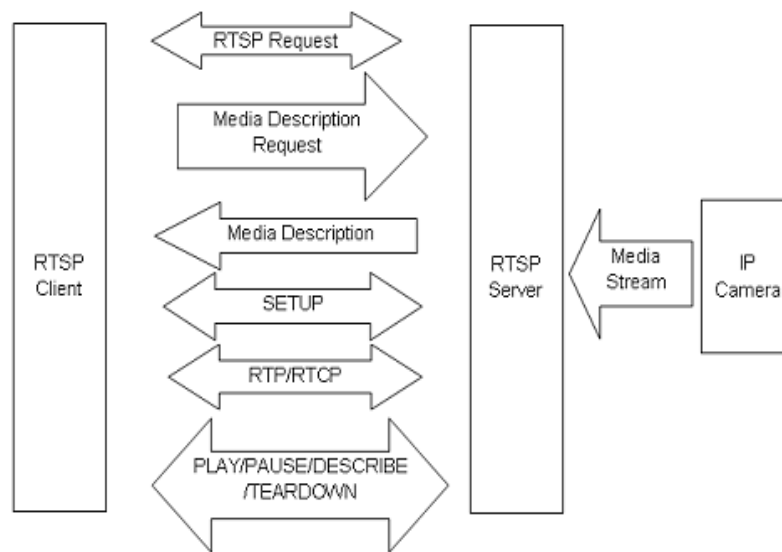 RTSP Request
Media Description
Request
Media Description
SETUP
RTP/RTCP
PLAY/PAUSE/DESCRIBE
/TEARDOWN
RTSP
Client
RTSP
Server
Media
Stream
IP
Camera